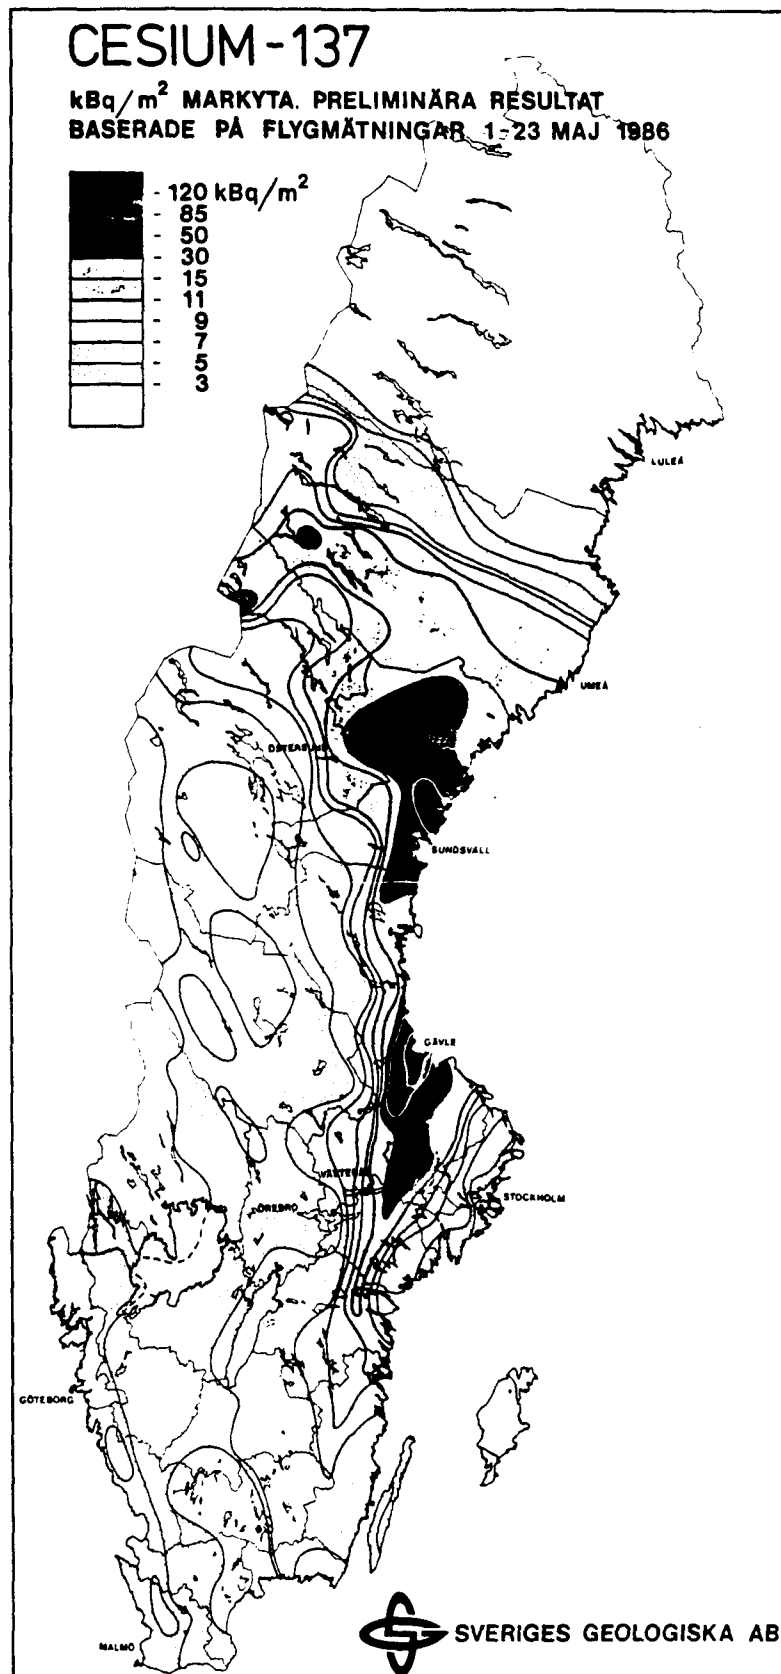 CESIUM-137
kBq/m² MARKYTA. PRELIMINÄRA RESULTAT
BASERADE PÅ FLYGMÄTNINGAR 1-23 MAJ 1986
- 120 kBq/m²
- 85
- 50
- 30
- 15
- 11
- 9
- 7
- 5
- 3
LULEÅ
UMEÅ
ÖSTERSUND
SUNDSVALL
GÄVLE
VÄSTERÅS
ÖREBRO
STOCKHOLM
GÖTEBORG
MALMÖ
SVERIGES GEOLOGISKA AB